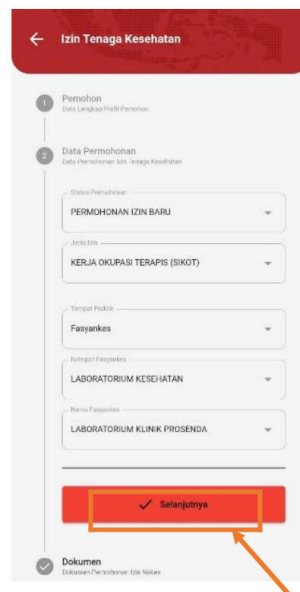 Izin Tenaga Kesehatan
1
Pemohon
Data Lengkap Profil Pemohon
2
Data Permohonan
Data Permohonan Izin Tenaga Kesehatan
Status Permohonan
PERMOHONAN IZIN BARU
Jenis Izin
KERJA OKUPASI TERAPIS (SIKOT)
Tempat Praktik
Fasyankes
Kategori Fasyankes
LABORATORIUM KESEHATAN
Nama Fasyankes
LABORATORIUM KLINIK PROSENDA
Selanjutnya
Dokumen
Dokumen Permohonan Izin Nakes